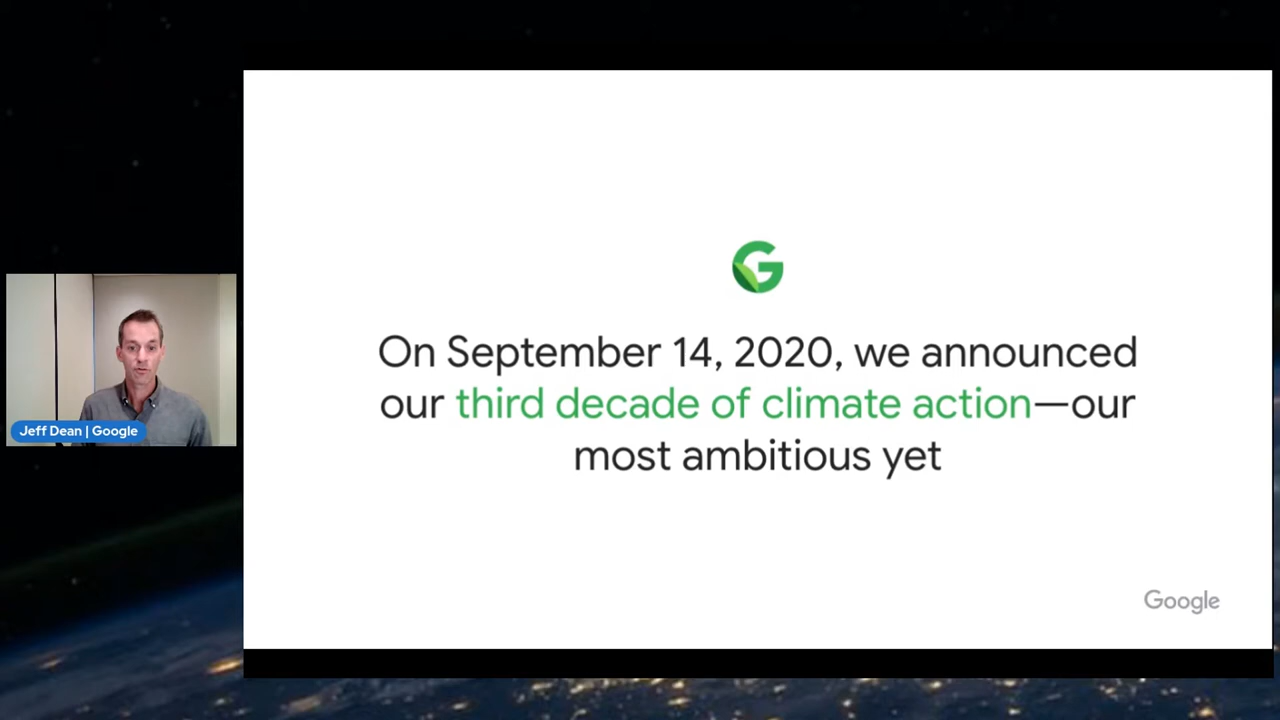 On September 14, 2020, we announced
our third decade of climate action—our
most ambitious yet
Jeff Dean | Google
Google